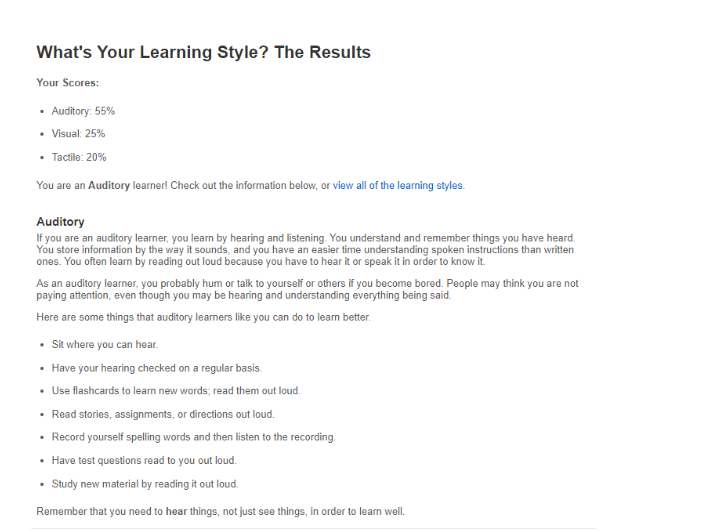 What's Your Learning Style? The Results
Your Scores:
• Auditory: 55%
• Visual: 25%
• Tactile: 20%
You are an Auditory learner! Check out the information below, or view all of the learning styles.
Auditory
If you are an auditory learner, you learn by hearing and listening. You understand and remember things you have heard.
You store information by the way it sounds, and you have an easier time understanding spoken instructions than written
ones. You often learn by reading out loud because you have to hear it or speak it in order to know it.
As an auditory learner, you probably hum or talk to yourself or others if you become bored. People may think you are not
paying attention, even though you may be hearing and understanding everything being said.
Here are some things that auditory learners like you can do to learn better.
• Sit where you can hear.
• Have your hearing checked on a regular basis.
• Use flashcards to learn new words; read them out loud.
• Read stories, assignments, or directions out loud.
• Record yourself spelling words and then listen to the recording.
• Have test questions read to you out loud.
• Study new material by reading it out loud.
Remember that you need to hear things, not just see things, in order to learn well.